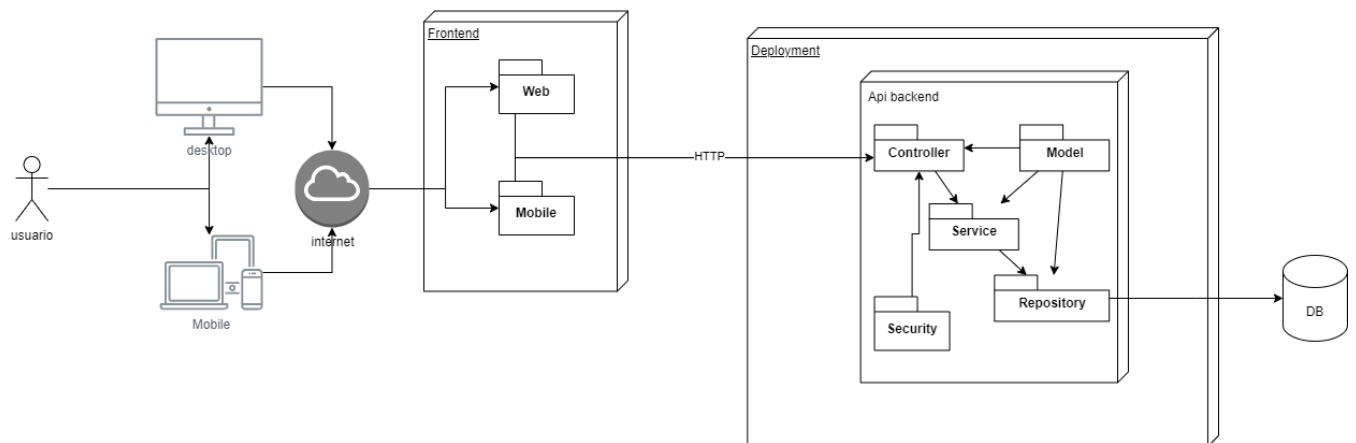 usuario
desktop
Mobile
internet
Frontend
Web
Mobile
HTTP
Deployment
Api backend
Controller
Model
Service
Repository
Security
DB